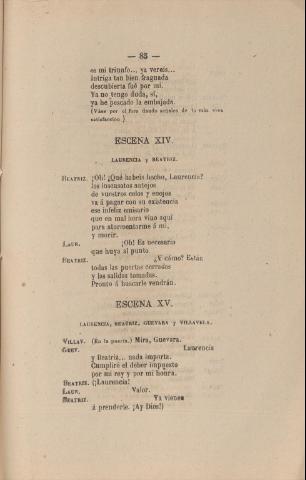 — 85 —
es mi triunfo... ya vereis...
Intriga tan bien fraguada
descubierta fué por mí.
Ya no tengo duda, sí,
ya he pescado la embajada.
(Váse por el foro dando señales de la más viva
satisfaccion.)
ESCENA XIV.
LAURENCIA y BEATRIZ.
BEATRIZ. ¡Oh! ¿Qué habeis hecho, Laurencia?
los insensatos antojos
de vuestros celos y enojos
va á pagar con su existencia
ese infeliz emisario
que en mal hora vino aquí
para atormentarme á mí,
y morir.
LAUR. ¡Oh! Es necesario
que huya al punto.
BEATRIZ. ¿Y cómo? Están
todas las puertas cerradas
y las salidas tomadas.
Pronto á buscarle vendrán.
ESCENA XV.
LAURENCIA, BEATRIZ, GUEVARA y VILLAVELA.
VILLAV. (En la puerta.) Mira, Guevara.
GUEV. Laurencia
y Beatriz... nada importa.
Cumpliré el deber impuesto
por mi rey y por mi honra.
BEATRIZ. (¡Laurencia!
LAUR. Valor.
BEATRIZ. Ya vienen
á prenderle. ¡Ay Dios!)